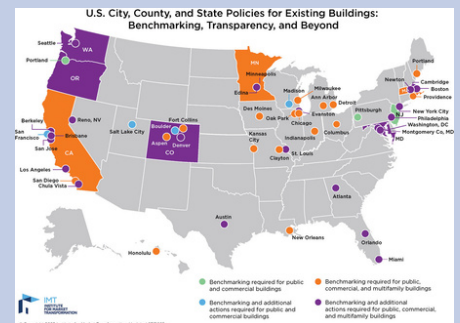 U.S. City, County, and State Policies for Existing Buildings:
Benchmarking, Transparency, and Beyond
Seattle
WA
Portland
OR
MN
Minneapolis
Edina
Madison
Milwaukee
Ann Arbor
Detroit
Portland
Newton
Cambridge
Boston
Providence
Berkeley
San
Francisco
San Jose
Brisbane
Reno, NV
CA
Salt Lake City
Fort Collins
Boulder
Denver
Aspen
CO
Des Moines
Oak Park
Evanston
Chicago
Indianapolis
Columbus
Pittsburgh
NJ
New York City
Philadelphia
Washington, DC
Montgomery Co, MD
MD
Kansas
City
Clayton
St. Louis
Los Angeles
San Diego
Chula Vista
Atlanta
Austin
New Orleans
Orlando
Miami
Honolulu
Benchmarking required for public
and commercial buildings
Benchmarking required for public,
commercial, and multifamily buildings
Benchmarking and additional
actions required for public and
commercial buildings
Benchmarking and additional
actions required for public, commercial,
and multifamily buildings
IMT
INSTITUTE
FOR MARKET
TRANSFORMATION